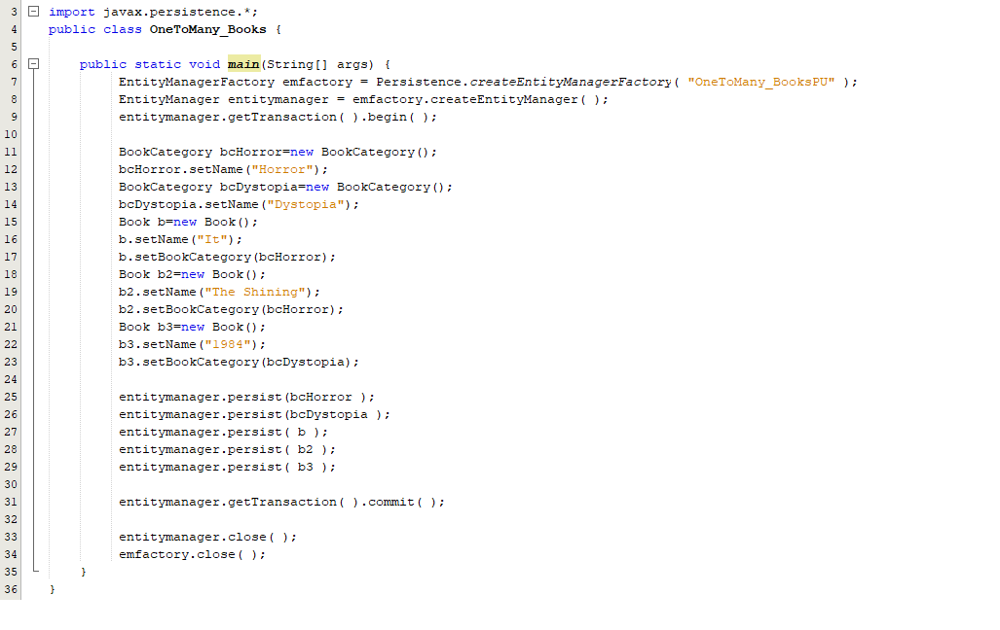 3 import javax.persistence.*;
4 public class OneToMany_Books {
5
6 public static void main(String[] args) {
7 EntityManagerFactory emfactory = Persistence.createEntityManagerFactory( "OneToMany_BooksPU" );
8 EntityManager entitymanager = emfactory.createEntityManager( );
9 entitymanager.getTransaction( ).begin( );
10
11 BookCategory bcHorror=new BookCategory();
12 bcHorror.setName("Horror");
13 BookCategory bcDystopia=new BookCategory();
14 bcDystopia.setName("Dystopia");
15 Book b=new Book();
16 b.setName("It");
17 b.setBookCategory(bcHorror);
18 Book b2=new Book();
19 b2.setName("The Shining");
20 b2.setBookCategory(bcHorror);
21 Book b3=new Book();
22 b3.setName("1984");
23 b3.setBookCategory(bcDystopia);
24
25 entitymanager.persist(bcHorror );
26 entitymanager.persist(bcDystopia );
27 entitymanager.persist( b );
28 entitymanager.persist( b2 );
29 entitymanager.persist( b3 );
30
31 entitymanager.getTransaction( ).commit( );
32
33 entitymanager.close( );
34 emfactory.close( );
35 }
36 }